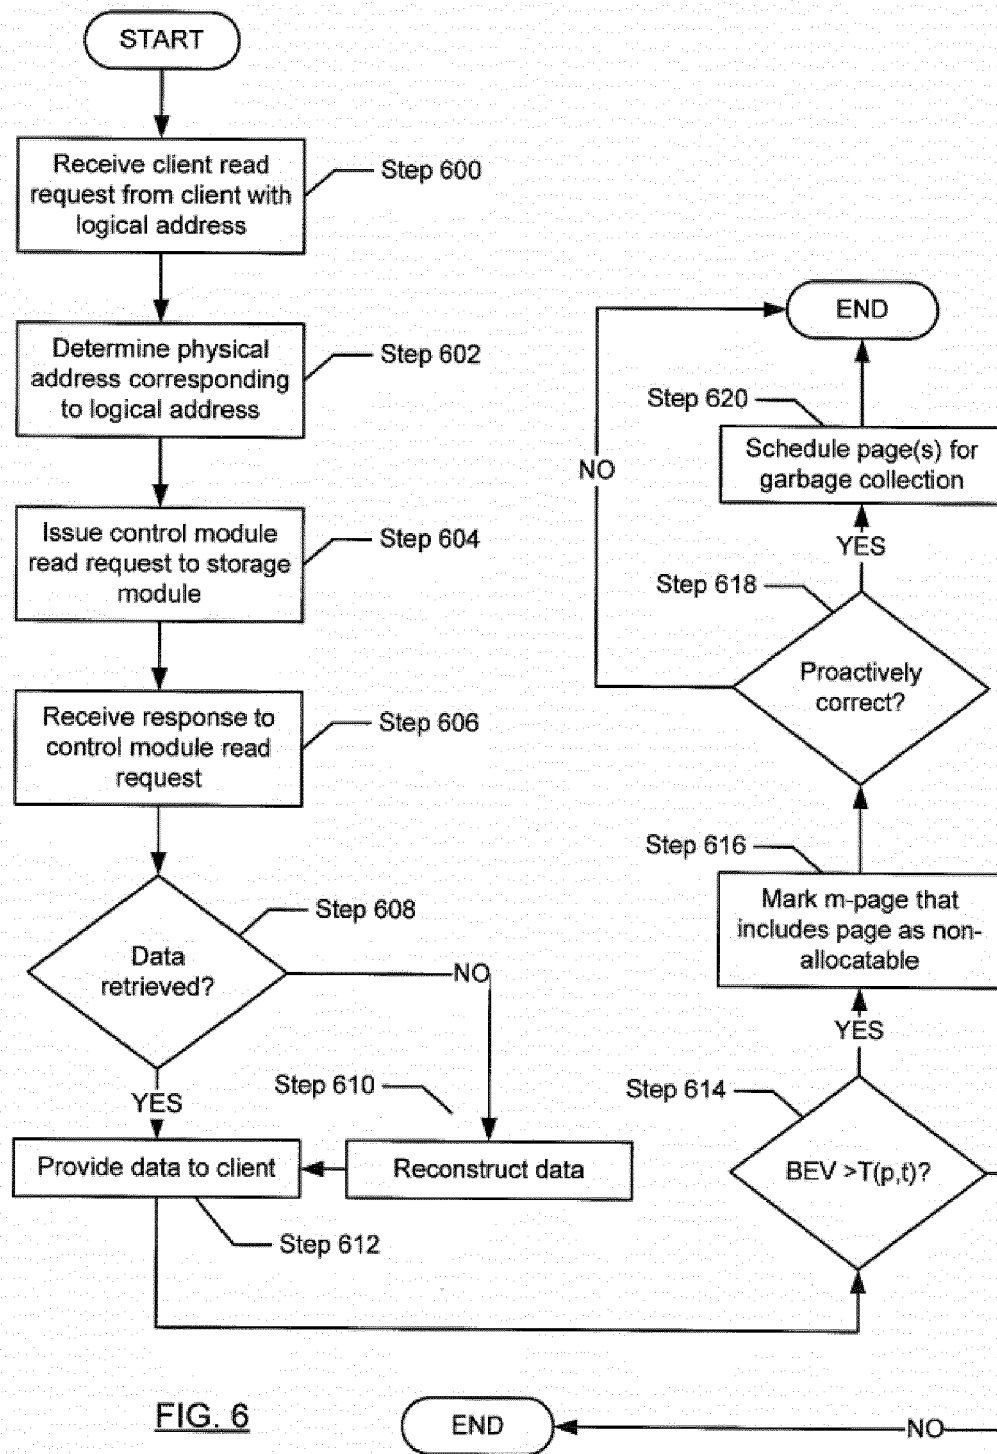 START
Receive client read
request from client with
logical address
Step 600
Determine physical
address corresponding
to logical address
Step 602
Issue control module
read request to storage
module
Step 604
Receive response to
control module read
request
Step 606
Data
retrieved?
Step 608
NO
YES
Step 610
Reconstruct data
Provide data to client
Step 612
BEV >T(p,t)?
Step 614
YES
Mark m-page that
includes page as non-
allocatable
Step 616
Proactively
correct?
Step 618
YES
NO
Schedule page(s) for
garbage collection
Step 620
END
FIG. 6
END
NO